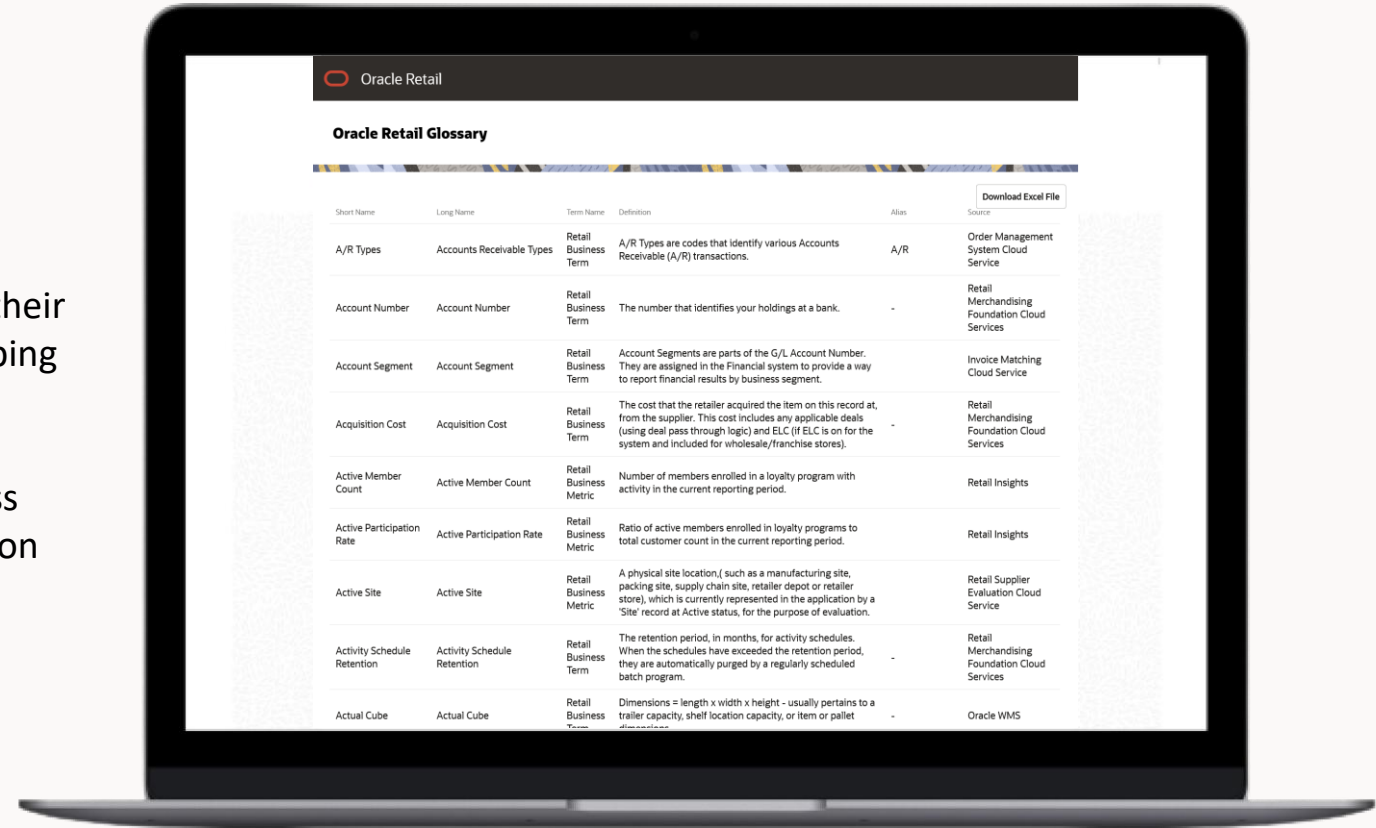 their
ping
ss
on
Oracle Retail
Oracle Retail Glossary
Download Excel File
Short Name Long Name Term Name Definition Alias Source
A/R Types Accounts Receivable Types Retail Business Term A/R Types are codes that identify various Accounts Receivable (A/R) transactions. A/R Order Management System Cloud Service
Account Number Account Number Retail Business Term The number that identifies your holdings at a bank. - Retail Merchandising Foundation Cloud Services
Account Segment Account Segment Retail Business Term Account Segments are parts of the G/L Account Number. They are assigned in the Financial system to provide a way to report financial results by business segment. Invoice Matching Cloud Service
Acquisition Cost Acquisition Cost Retail Business Term The cost that the retailer acquired the item on this record at, from the supplier. This cost includes any applicable deals (using deal pass through logic) and ELC (if ELC is on for the system and included for wholesale/franchise stores). - Retail Merchandising Foundation Cloud Services
Active Member Count Active Member Count Retail Business Metric Number of members enrolled in a loyalty program with activity in the current reporting period. Retail Insights
Active Participation Rate Active Participation Rate Retail Business Metric Ratio of active members enrolled in loyalty programs to total customer count in the current reporting period. Retail Insights
Active Site Active Site Retail Business Metric A physical site location,( such as a manufacturing site, packing site, supply chain site, retailer depot or retailer store), which is currently represented in the application by a 'Site' record at Active status, for the purpose of evaluation. Retail Supplier Evaluation Cloud Service
Activity Schedule Retention Activity Schedule Retention Retail Business Term The retention period, in months, for activity schedules. When the schedules have exceeded the retention period, they are automatically purged by a regularly scheduled batch program. - Retail Merchandising Foundation Cloud Services
Actual Cube Actual Cube Retail Business Dimensions = length x width x height - usually pertains to a trailer capacity, shelf location capacity, or item or pallet - Oracle WMS